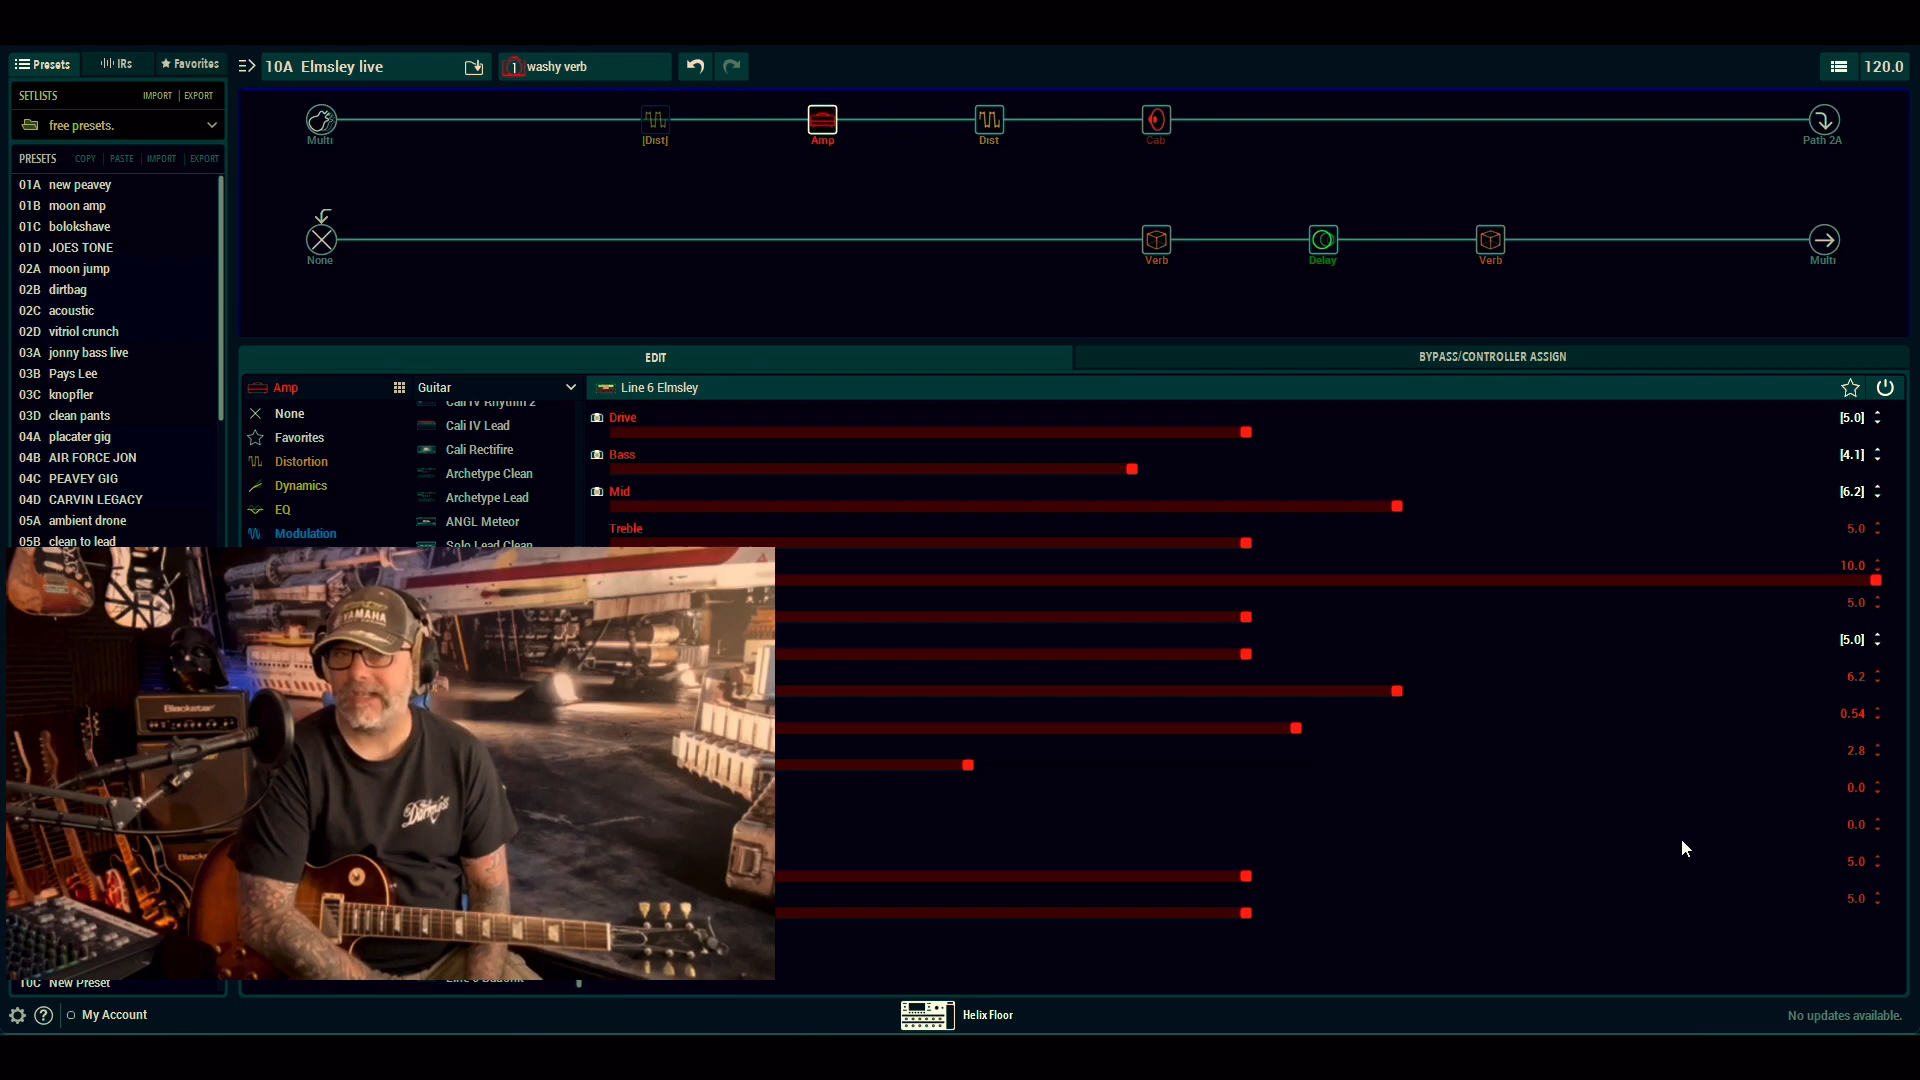 Presets IRs Favorites
10A Elmsley live
1 washy verb
120.0
SETLISTS IMPORT | EXPORT
free presets.
PRESETS COPY | PASTE | IMPORT | EXPORT
01A new peavey
01B moon amp
01C bolokshave
01D JOES TONE
02A moon jump
02B dirtbag
02C acoustic
02D vitriol crunch
03A jonny bass live
03B Pays Lee
03C knopfler
03D clean pants
04A placater gig
04B AIR FORCE JON
04C PEAVEY GIG
04D CARVIN LEGACY
05A ambient drone
05B clean to lead
10C New Preset
Multi [Dist] Amp Dist Cab Path 2A
None Verb Delay Verb Multi
EDIT BYPASS/CONTROLLER ASSIGN
Amp Guitar
None
Favorites
Distortion
Dynamics
EQ
Modulation
Cali IV Rhythm 2
Cali IV Lead
Cali Rectifire
Archetype Clean
Archetype Lead
ANGL Meteor
Solo Lead Clean
Line 6 Elmsley
Drive [5.0]
Bass [4.1]
Mid [6.2]
Treble 5.0
10.0
5.0
[5.0]
6.2
0.54
2.8
0.0
0.0
5.0
5.0
YAMAHA
Blackstar
My Account
Helix Floor
No updates available.